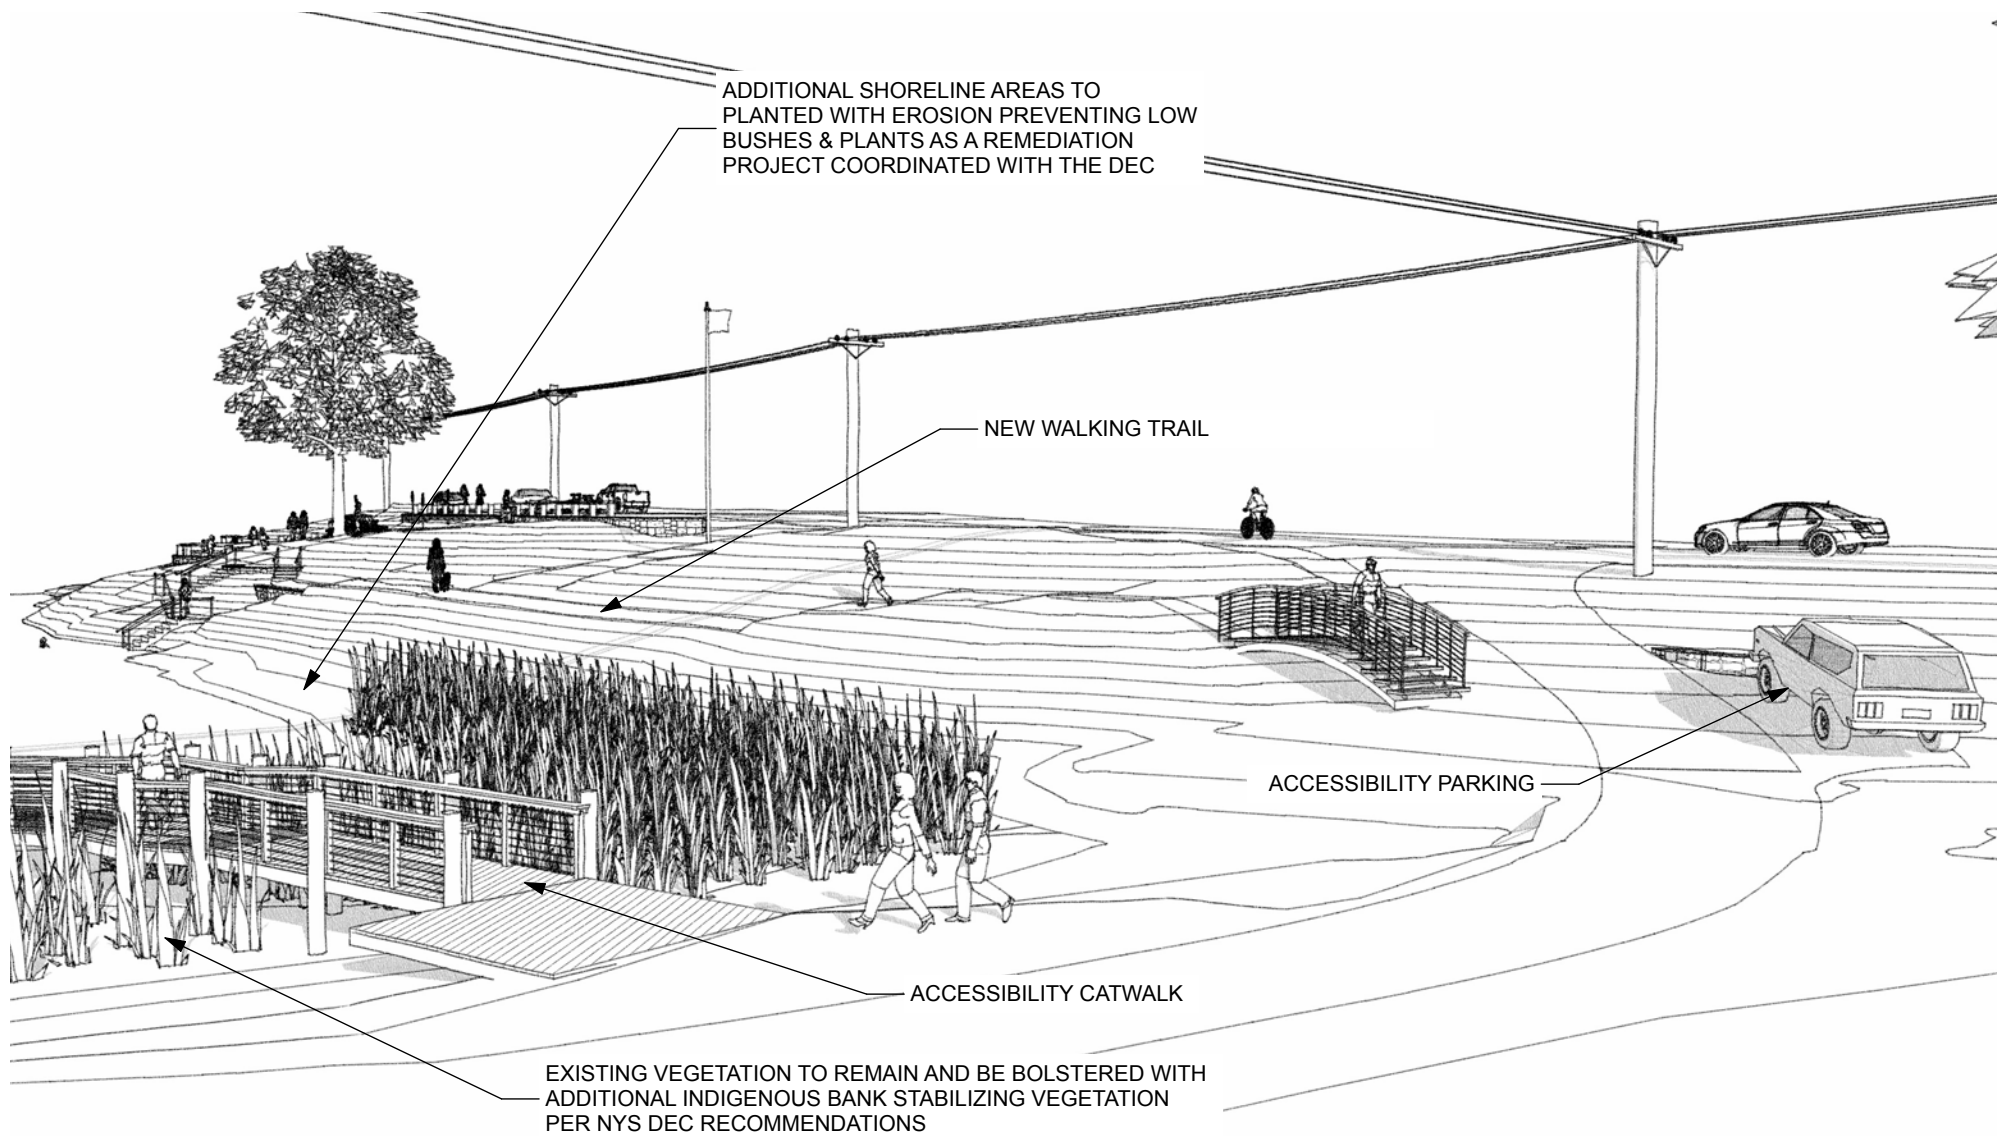 ADDITIONAL SHORELINE AREAS TO
PLANTED WITH EROSION PREVENTING LOW
BUSHES & PLANTS AS A REMEDIATION
PROJECT COORDINATED WITH THE DEC
NEW WALKING TRAIL
ACCESSIBILITY PARKING
ACCESSIBILITY CATWALK
EXISTING VEGETATION TO REMAIN AND BE BOLSTERED WITH
ADDITIONAL INDIGENOUS BANK STABILIZING VEGETATION
PER NYS DEC RECOMMENDATIONS